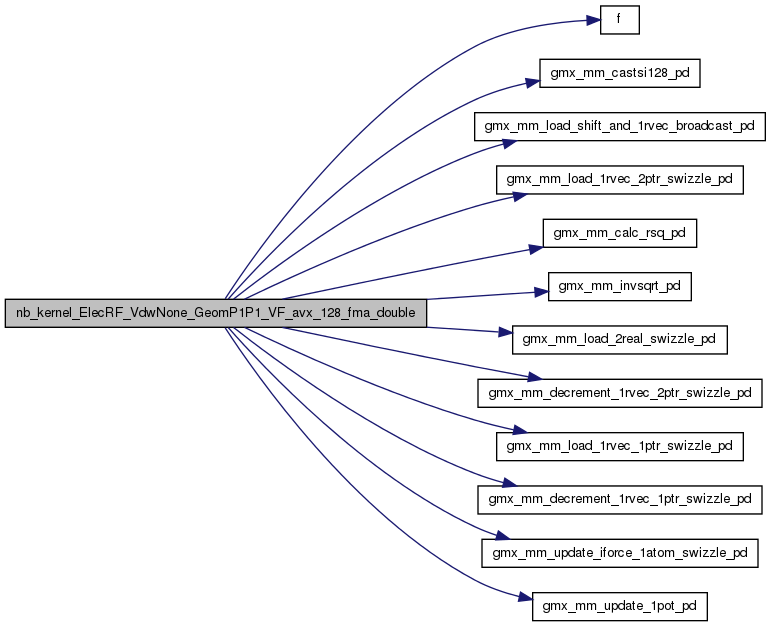 f
gmx_mm_castsi128_pd
gmx_mm_load_shift_and_1rvec_broadcast_pd
gmx_mm_load_1rvec_2ptr_swizzle_pd
gmx_mm_calc_rsq_pd
gmx_mm_invsqrt_pd
nb_kernel_ElecRF_VdwNone_GeomP1P1_VF_avx_128_fma_double
gmx_mm_load_2real_swizzle_pd
gmx_mm_decrement_1rvec_2ptr_swizzle_pd
gmx_mm_load_1rvec_1ptr_swizzle_pd
gmx_mm_decrement_1rvec_1ptr_swizzle_pd
gmx_mm_update_iforce_1atom_swizzle_pd
gmx_mm_update_1pot_pd